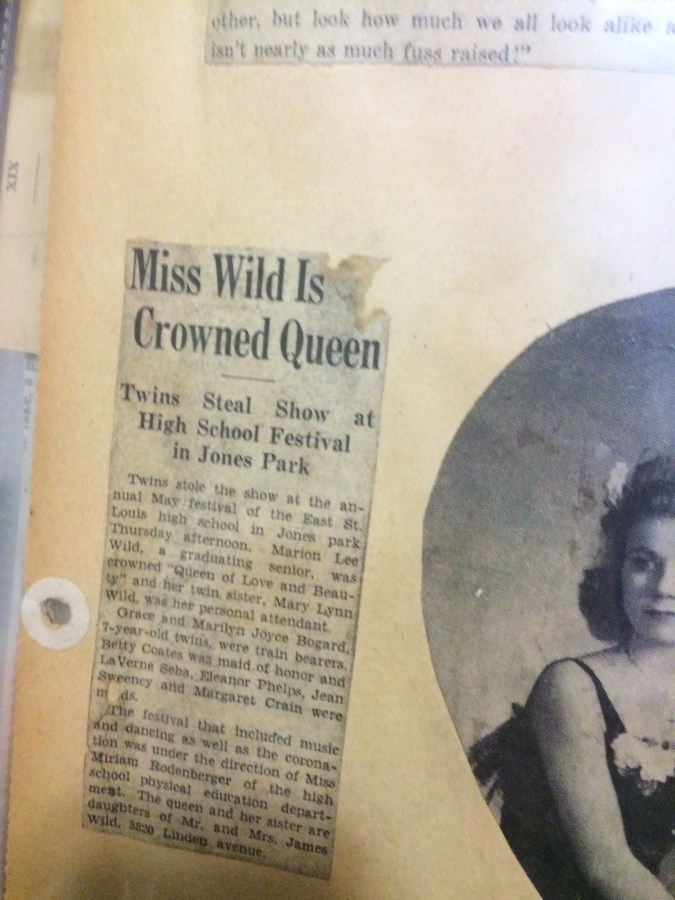 other, but look how much we all look alike
isn't nearly as much fuss raised!'"
XIX
Miss Wild Is
Crowned Queen
Twins Steal Show at
High School Festival
in Jones Park
Twins stole the show at the an-
nual May festival of the East St.
Louis high school in Jones park
Thursday afternoon. Marion Lee
Wild, a graduating senior, was
crowned "Queen of Love and Beau-
ty" and her twin sister, Mary Lynn
Wild, was her personal attendant.
Grace and Marilyn Joyce Bogard,
7-year-old twins, were train bearers.
Betty Coates was maid of honor and
LaVerne Seba, Eleanor Phelps, Jean
Sweeney and Margaret Crain were
m ds.
The festival that included music
and dancing as well as the corona-
tion was under the direction of Miss
Miriam Rodenberger of the high
school physical education depart-
ment. The queen and her sister are
daughters of Mr. and Mrs. James
Wild, 3820 Linden avenue.